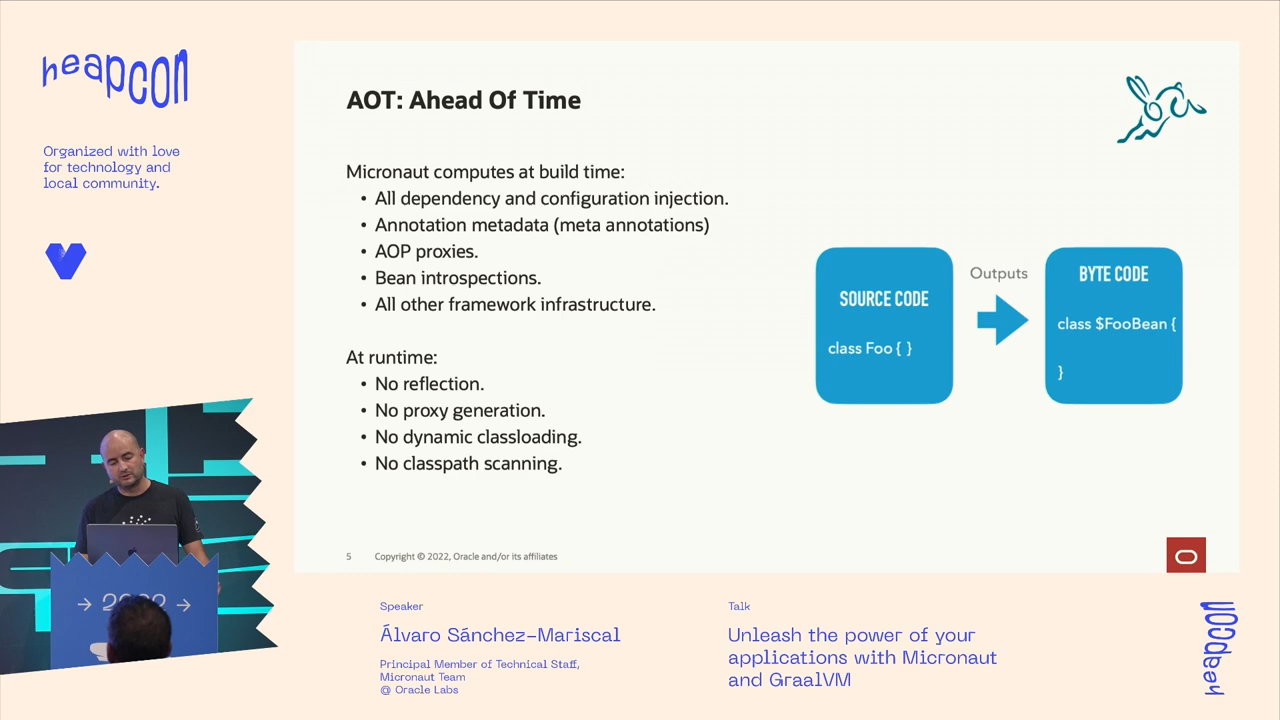 heapcon
Organized with love
for technology and
local community.
AOT: Ahead Of Time
Micronaut computes at build time:
• All dependency and configuration injection.
• Annotation metadata (meta annotations)
• AOP proxies.
• Bean introspections.
• All other framework infrastructure.
At runtime:
• No reflection.
• No proxy generation.
• No dynamic classloading.
• No classpath scanning.
SOURCE CODE
class Foo { }
Outputs
BYTE CODE
class $FooBean {
}
5 Copyright © 2022, Oracle and/or its affiliates
→ 2022 →
Speaker
Álvaro Sánchez-Mariscal
Principal Member of Technical Staff,
Micronaut Team
@ Oracle Labs
Talk
Unleash the power of your
applications with Micronaut
and GraalVM
heapcon